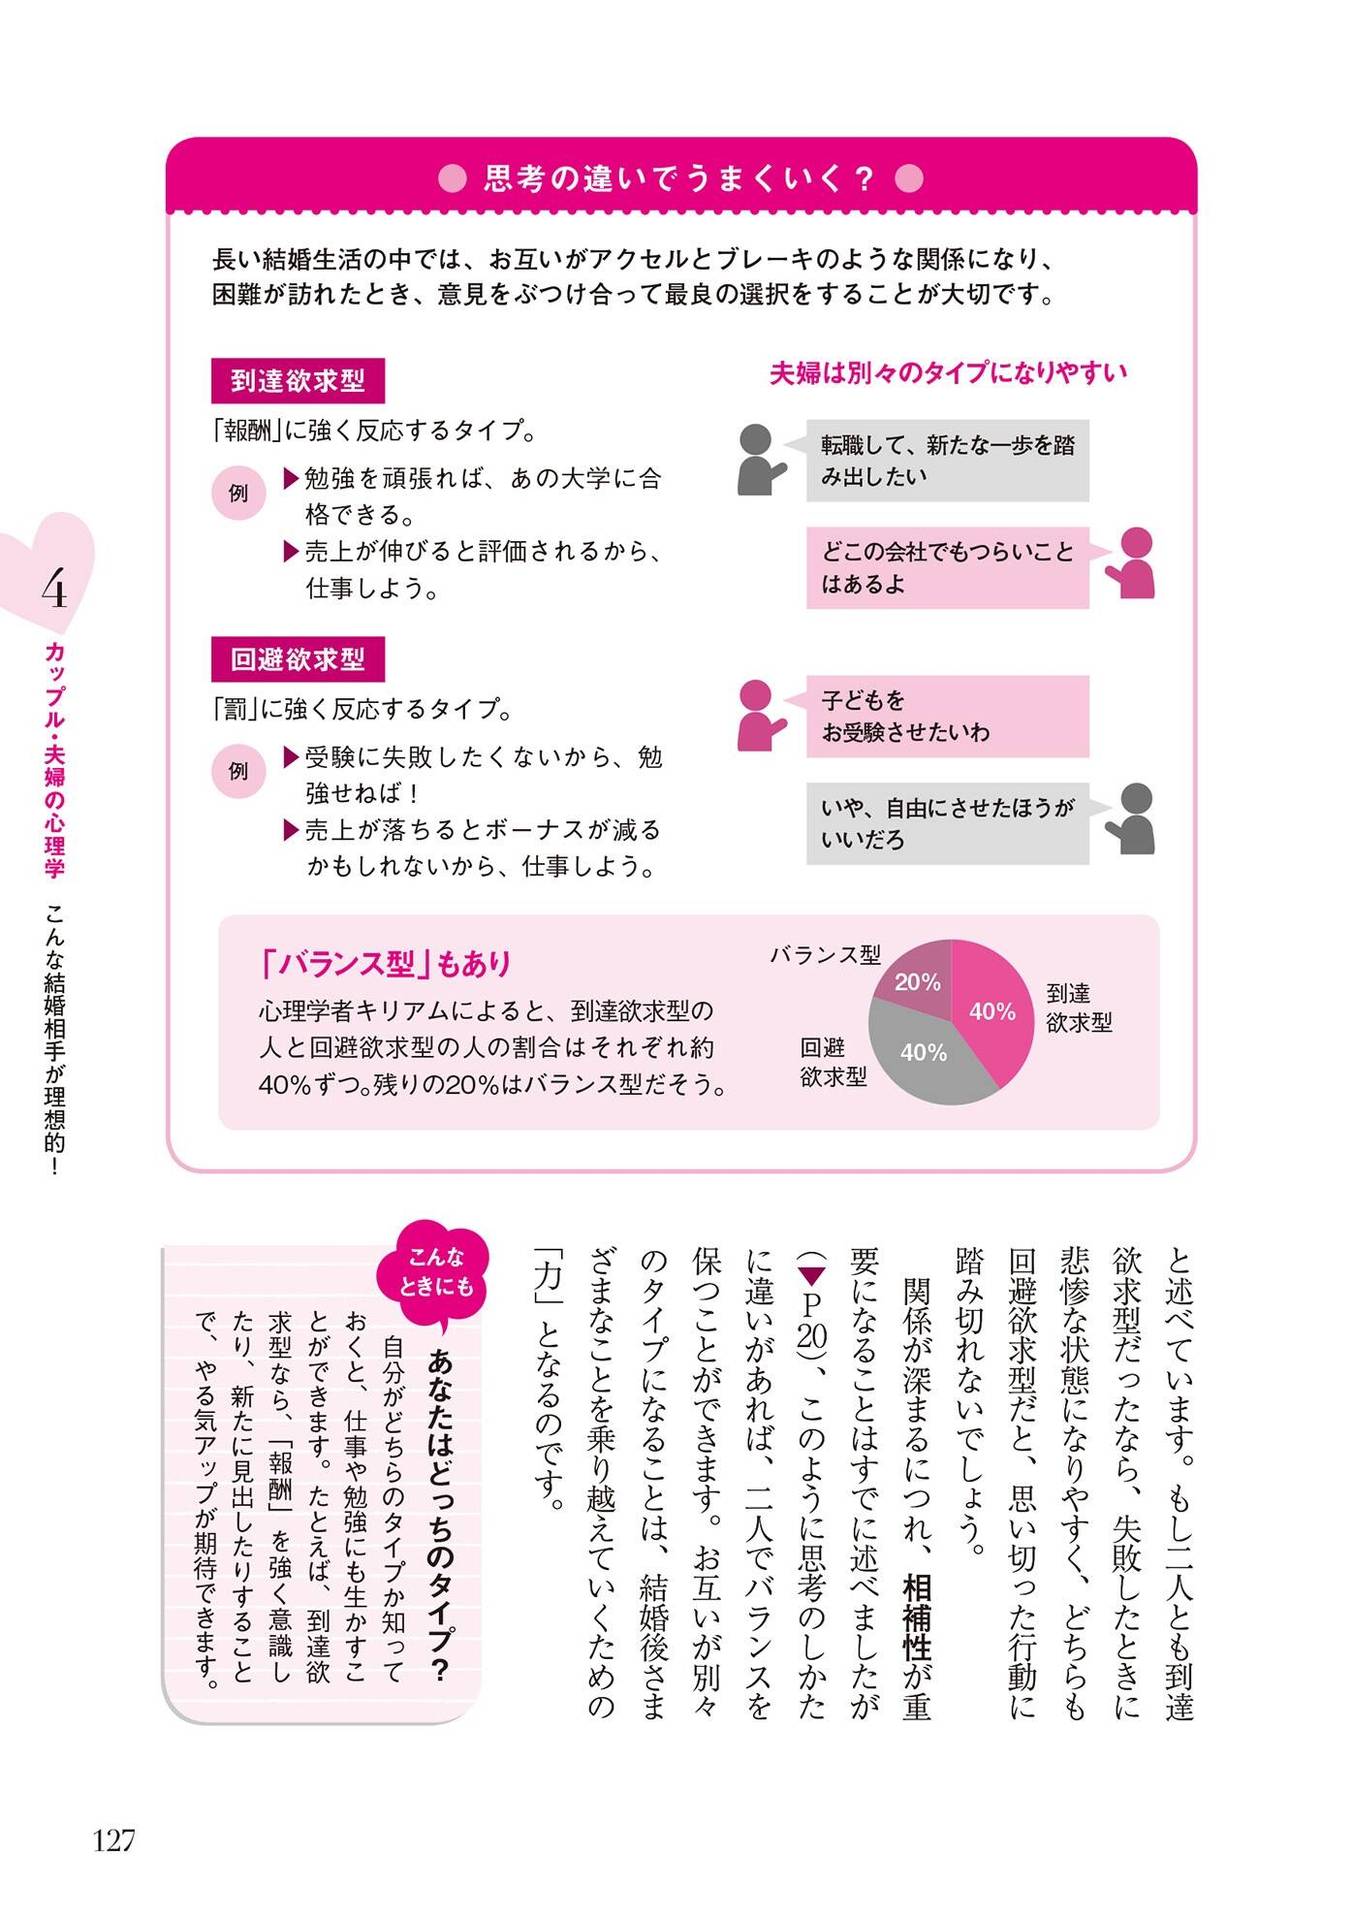 思考の違いでうまくいく？
長い結婚生活の中では、お互いがアクセルとブレーキのような関係になり、
困難が訪れたとき、意見をぶつけ合って最良の選択をすることが大切です。
到達欲求型
「報酬」に強く反応するタイプ。
例
▶勉強を頑張れば、あの大学に合
格できる。
▶売上が伸びると評価されるから、
仕事しよう。
回避欲求型
「罰」に強く反応するタイプ。
例
▶受験に失敗したくないから、勉
強せねば！
▶売上が落ちるとボーナスが減る
かもしれないから、仕事しよう。
夫婦は別々のタイプになりやすい
転職して、新たな一歩を踏
み出したい
どこの会社でもつらいこと
はあるよ
子どもを
お受験させたいわ
いや、自由にさせたほうが
いいだろ
「バランス型」もあり
心理学者キリアムによると、到達欲求型の
人と回避欲求型の人の割合はそれぞれ約
40%ずつ。残りの20%はバランス型だそう。
バランス型
20%
到達
欲求型
40%
回避
欲求型
40%
と述べています。もし二人とも到達
欲求型だったなら、失敗したときに
悲惨な状態になりやすく、どちらも
回避欲求型だと、思い切った行動に
踏み切れないでしょう。
関係が深まるにつれ、相補性が重
要になることはすでに述べましたが
（▼P20）、このように思考のしかた
に違いがあれば、二人でバランスを
保つことができます。お互いが別々
のタイプになることは、結婚後さま
ざまなことを乗り越えていくための
「力」となるのです。
こんな
ときにも
あなたはどっちのタイプ？
自分がどちらのタイプか知って
おくと、仕事や勉強にも生かすこ
とができます。たとえば、到達欲
求型なら、「報酬」を強く意識し
たり、新たに見出したりすること
で、やる気アップが期待できます。
4
カップル・夫婦の心理学
こんな結婚相手が理想的！
127